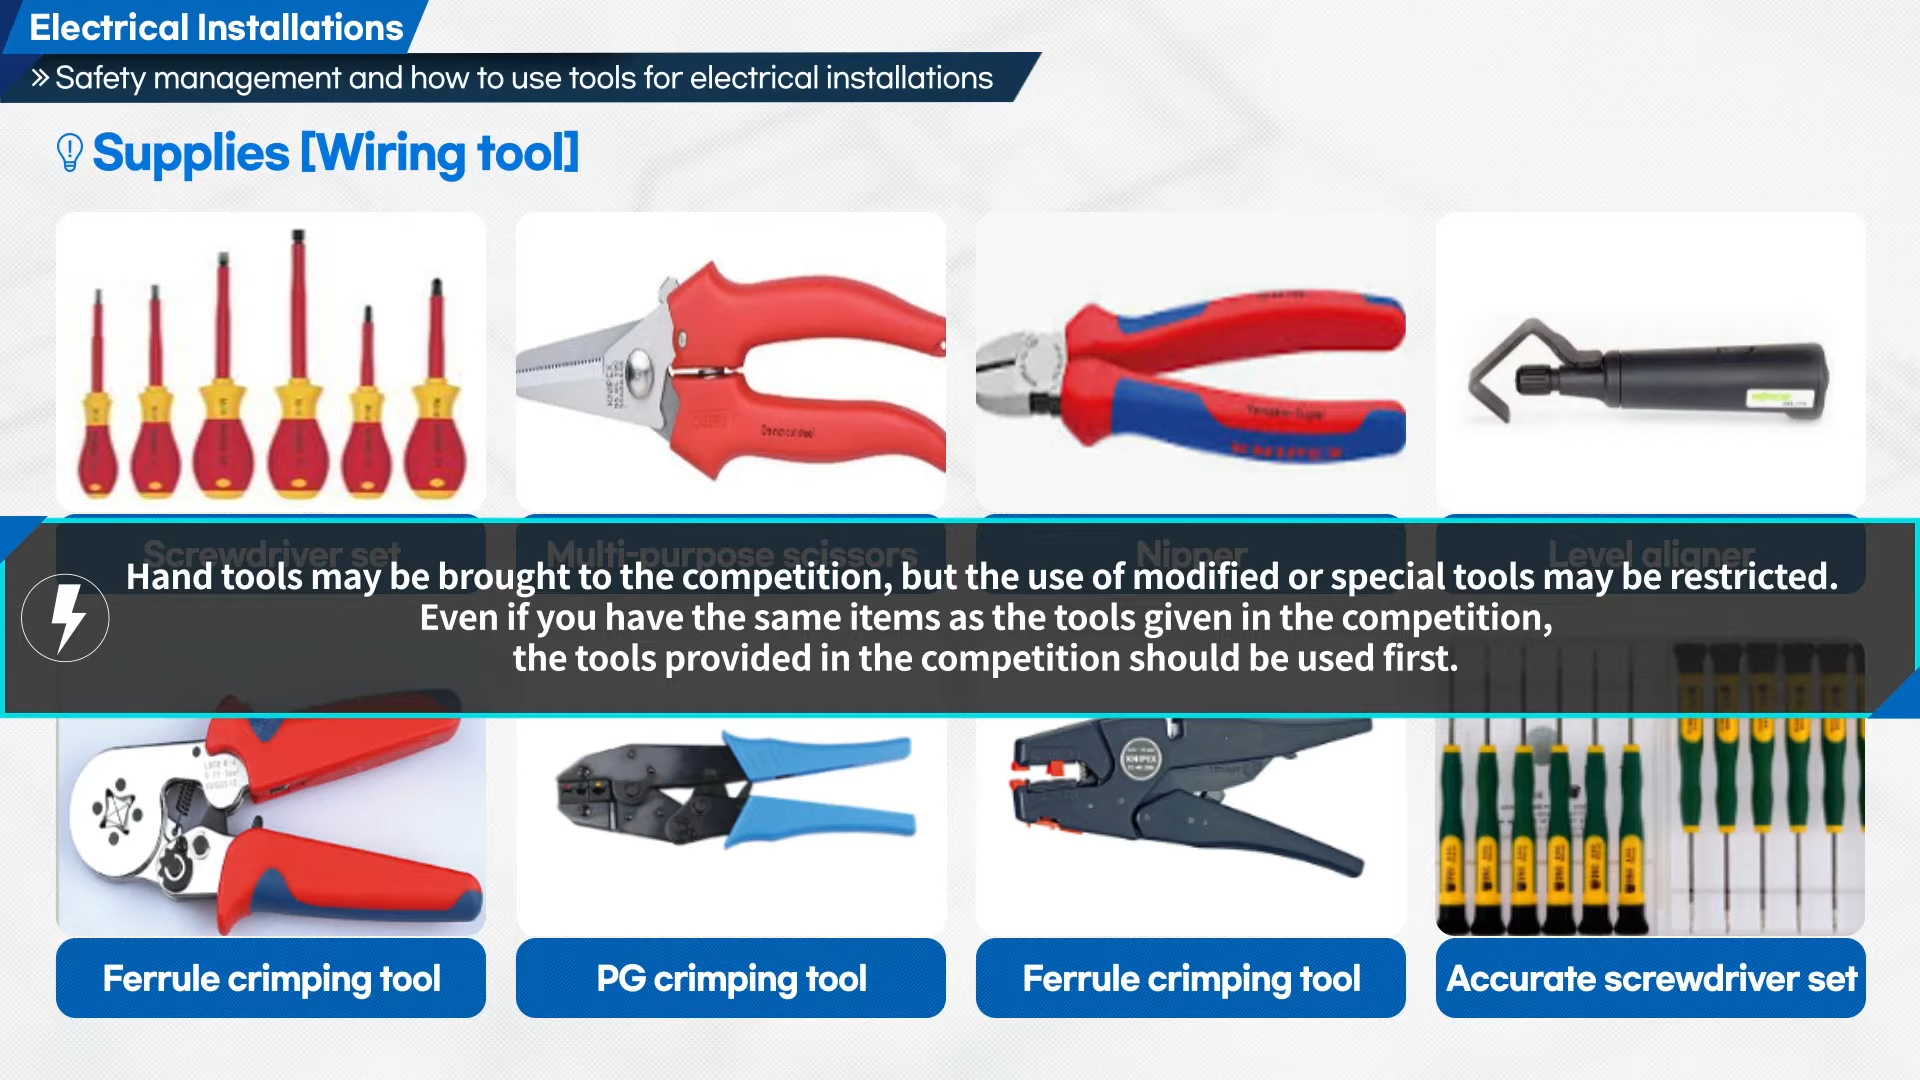 Electrical Installations
Safety management and how to use tools for electrical installations
Supplies [Wiring tool]
KNIPEX
KNIPEX
Screwdriver set
Multi-purpose scissors
Nipper
Level aligner
Hand tools may be brought to the competition, but the use of modified or special tools may be restricted.
Even if you have the same items as the tools given in the competition,
the tools provided in the competition should be used first.
KNIPEX
Ferrule crimping tool
PG crimping tool
Ferrule crimping tool
Accurate screwdriver set